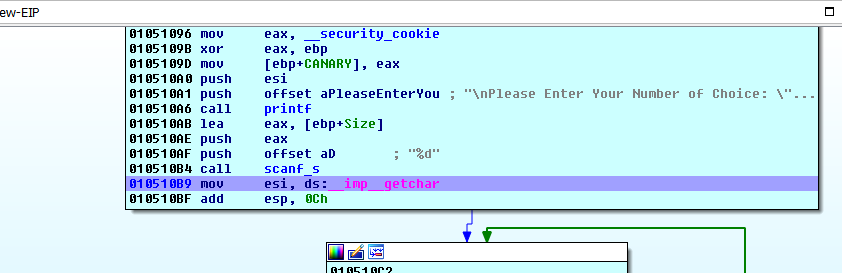 ew-EIP
01051096 mov eax, __security_cookie
0105109B xor eax, ebp
0105109D mov [ebp+CANARY], eax
010510A0 push esi
010510A1 push offset aPleaseEnterYou ; "\nPlease Enter Your Number of Choice: \"...
010510A6 call printf
010510AB lea eax, [ebp+Size]
010510AE push eax
010510AF push offset aD ; "%d"
010510B4 call scanf_s
010510B9 mov esi, ds:__imp__getchar
010510BF add esp, 0Ch
010510C2